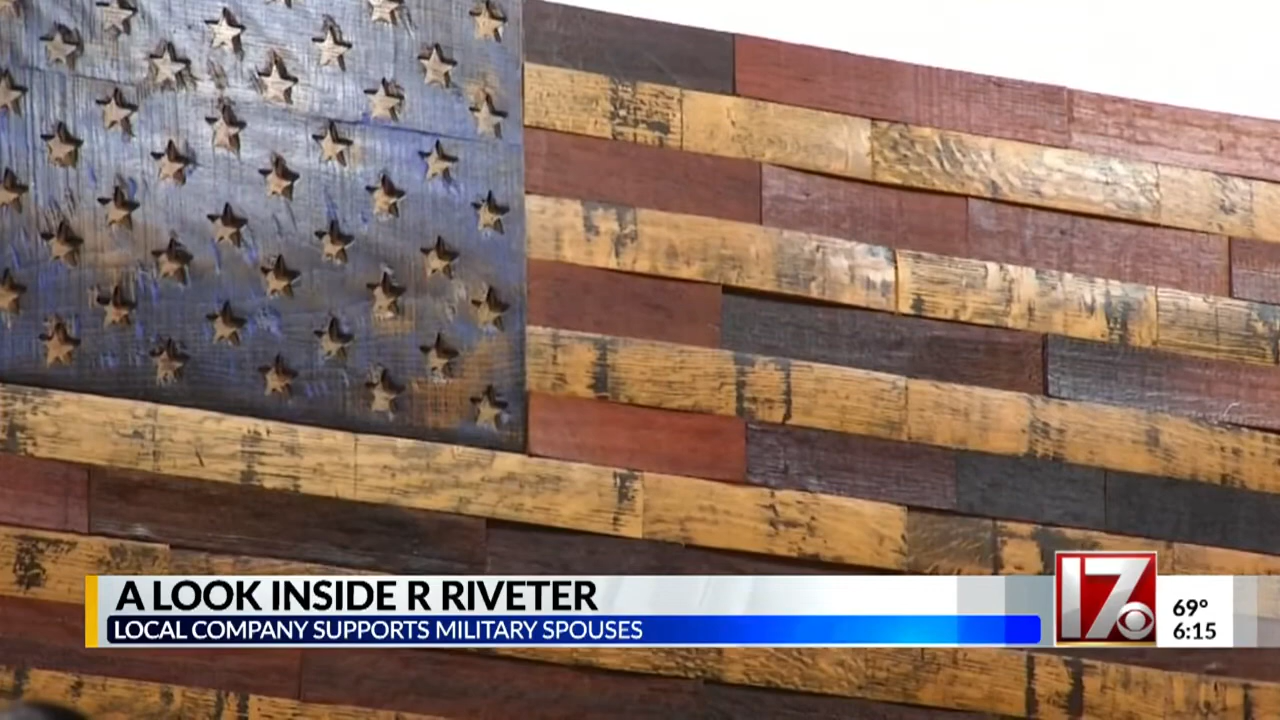 A LOOK INSIDE R RIVETER
LOCAL COMPANY SUPPORTS MILITARY SPOUSES
17
69°
6:15